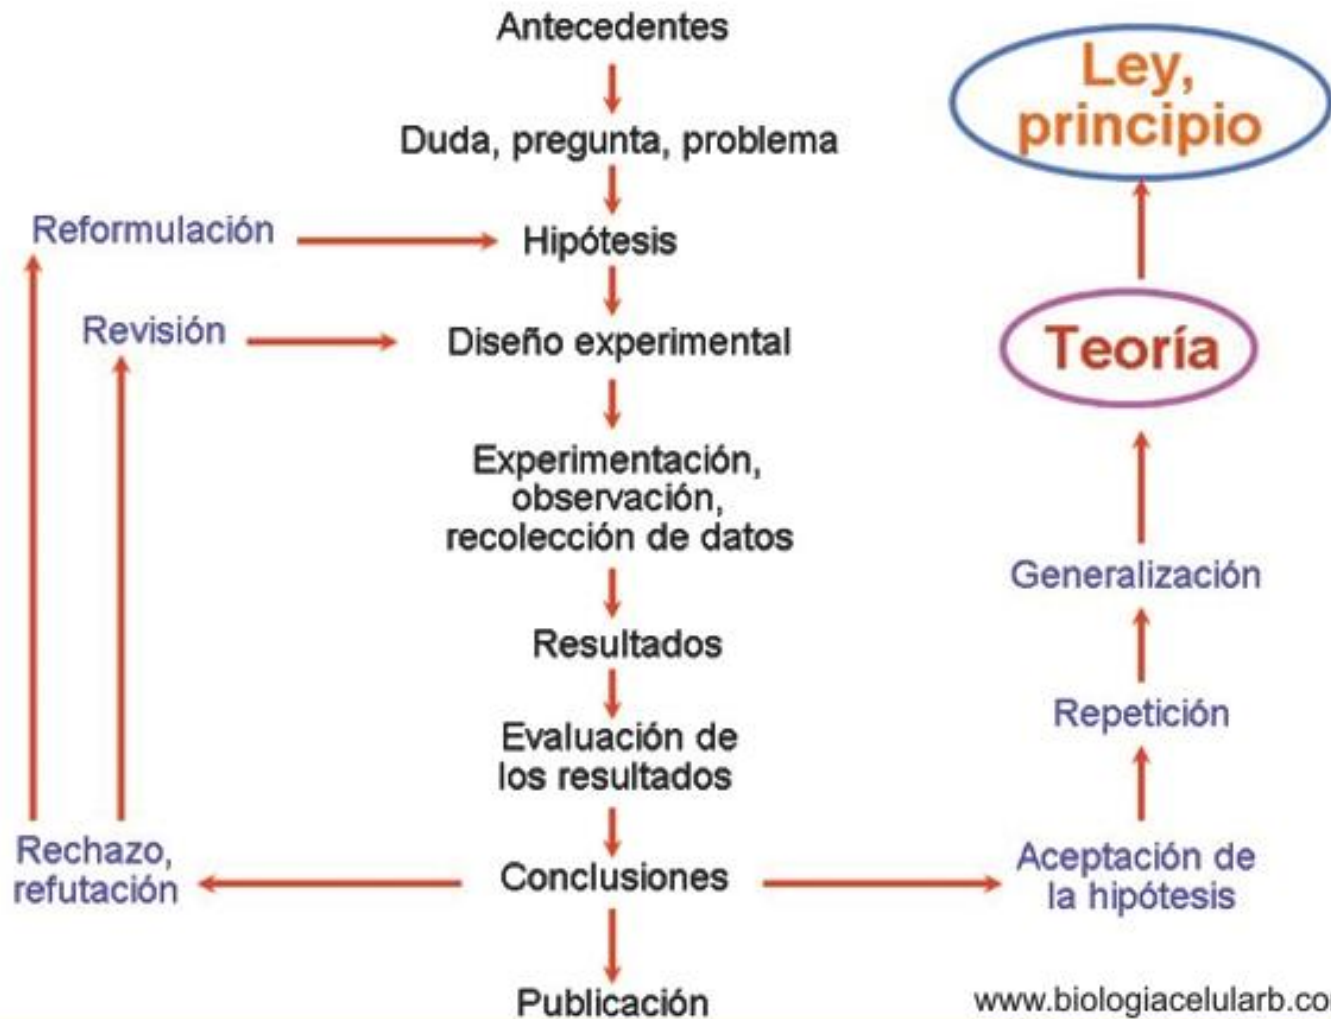 Antecedentes
Duda, pregunta, problema
Hipótesis
Diseño experimental
Experimentación,
observación,
recolección de datos
Resultados
Evaluación de
los resultados
Conclusiones
Publicación
Reformulación
Revisión
Rechazo,
refutación
Ley,
principio
Teoría
Generalización
Repetición
Aceptación de
la hipótesis
www.biologiacelularb.co